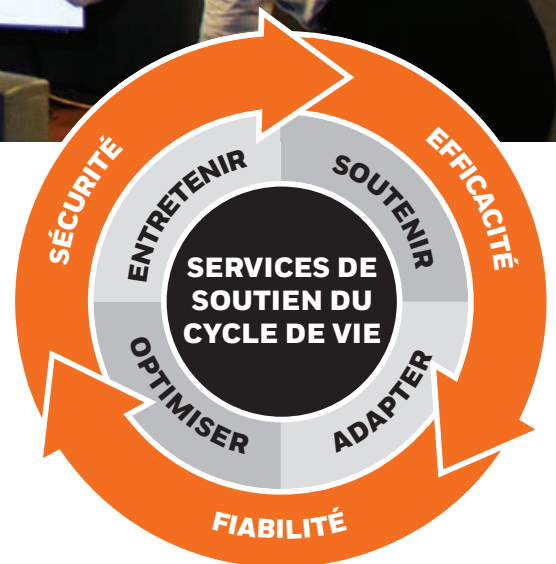 SÉCURITÉ
EFFICACITÉ
ENTRETENIR
SOUTENIR
SERVICES DE
SOUTIEN DU
CYCLE DE VIE
OPTIMISER
ADAPTER
FIABILITÉ